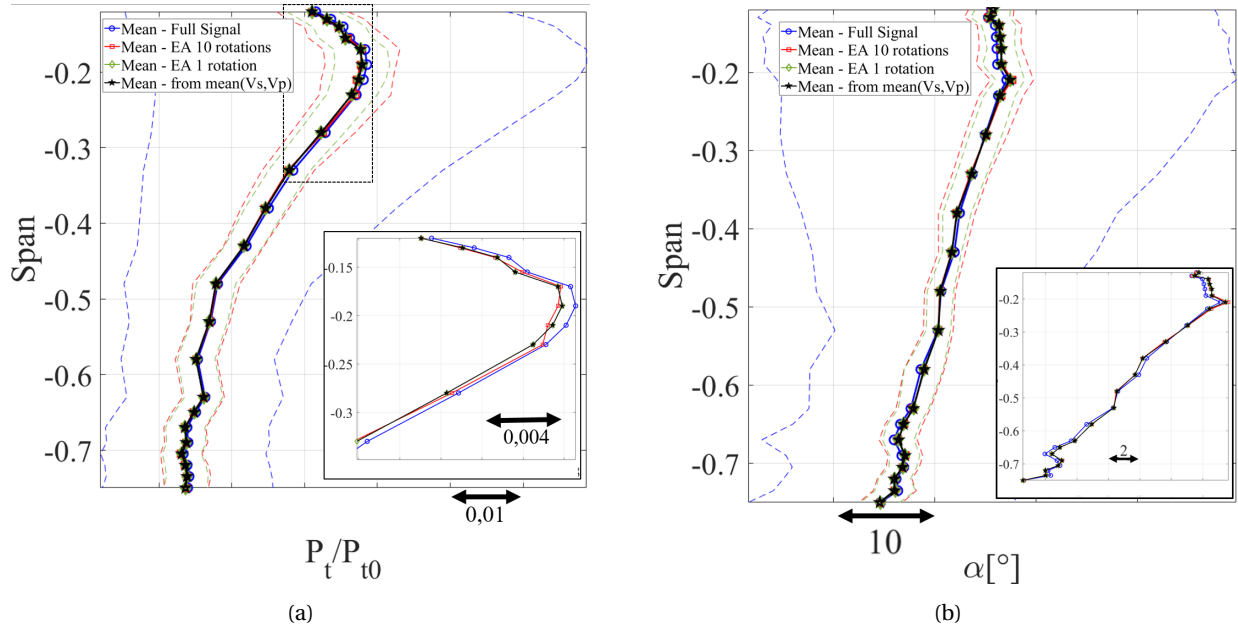 Mean - Full Signal
Mean - EA 10 rotations
Mean - EA 1 rotation
Mean - from mean(Vs,Vp)
-0.2
-0.3
-0.4
-0.5
-0.6
-0.7
Span
-0.15
-0.2
-0.25
-0.3
0,004
0,01
P_t/P_t0
(a)
Mean - Full Signal
Mean - EA 10 rotations
Mean - EA 1 rotation
Mean - from mean(Vs,Vp)
-0.2
-0.3
-0.4
-0.5
-0.6
-0.7
Span
-0.2
-0.3
-0.4
-0.5
-0.6
-0.7
2
10
α[°]
(b)